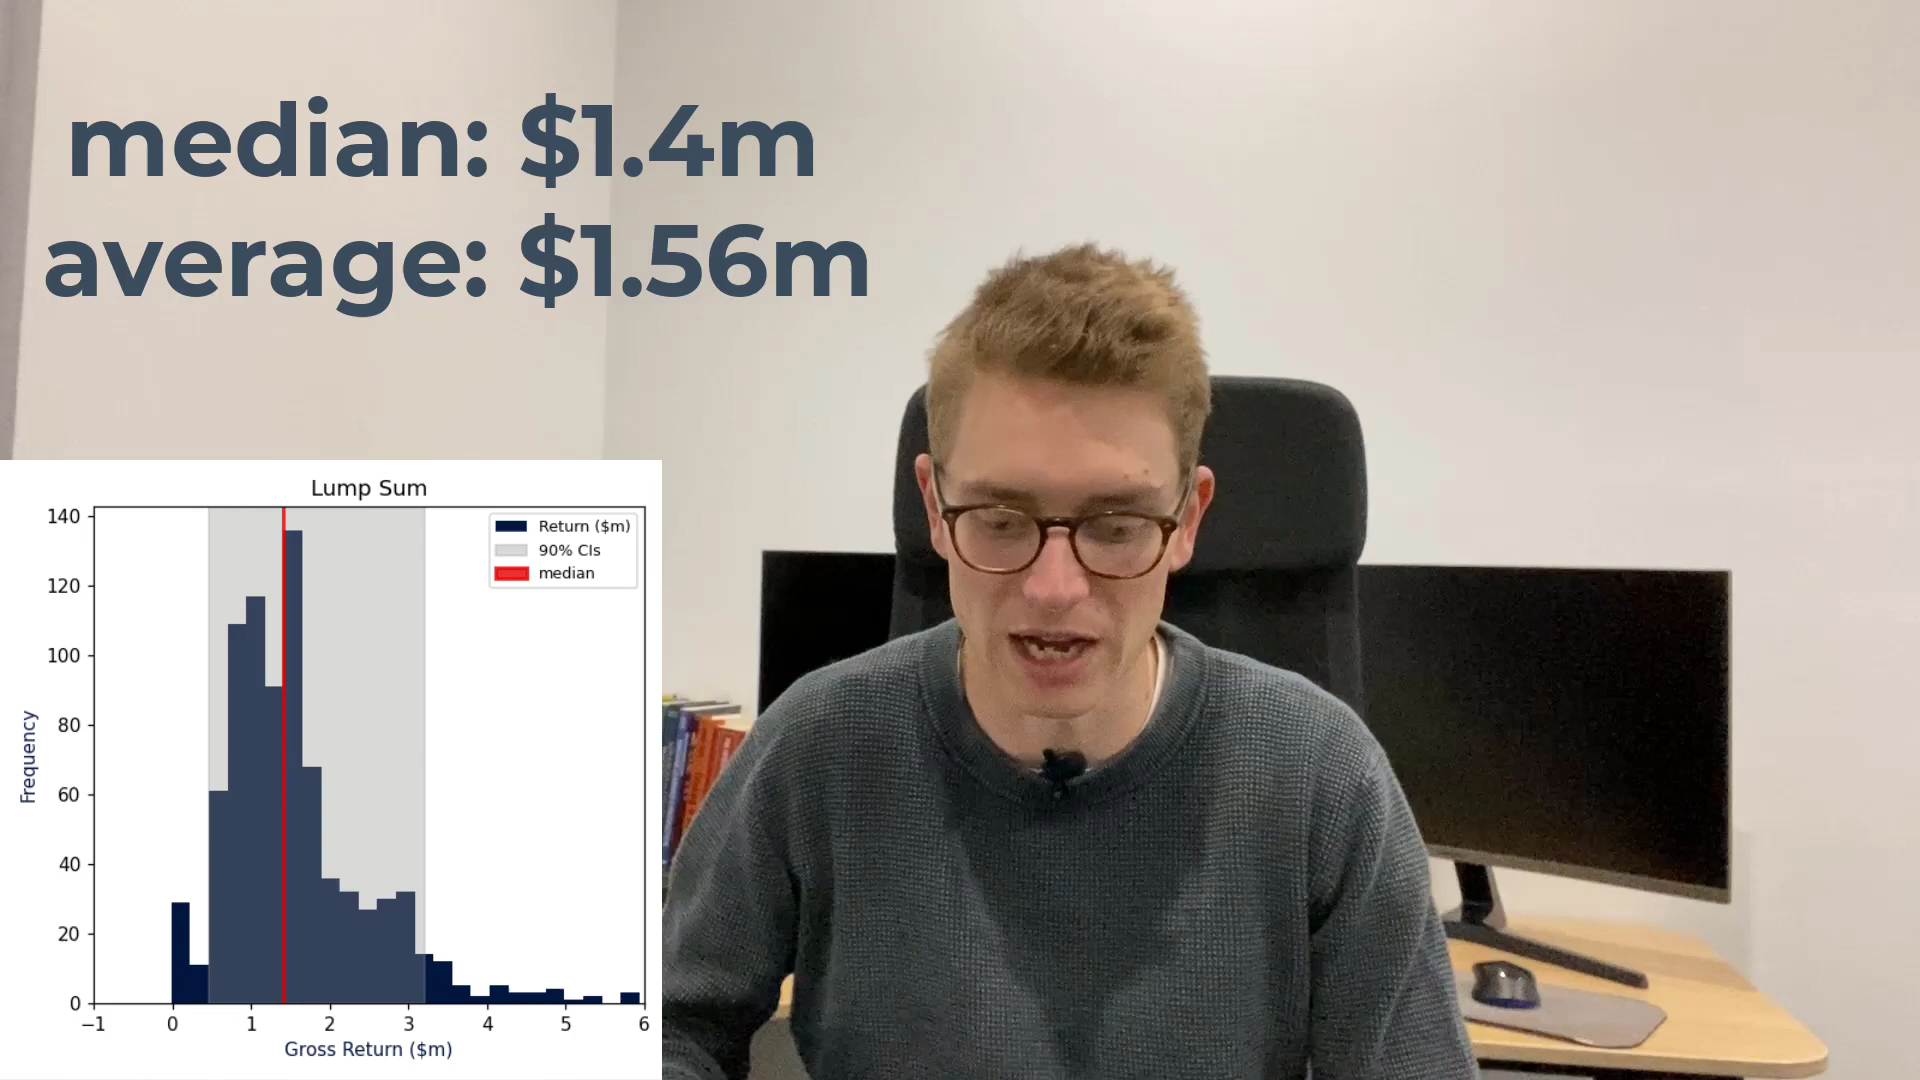 median: $1.4m
average: $1.56m
Lump Sum
140
120
100
80
60
40
20
0
Frequency
Return ($m)
90% CIs
median
−1 0 1 2 3 4 5 6
Gross Return ($m)